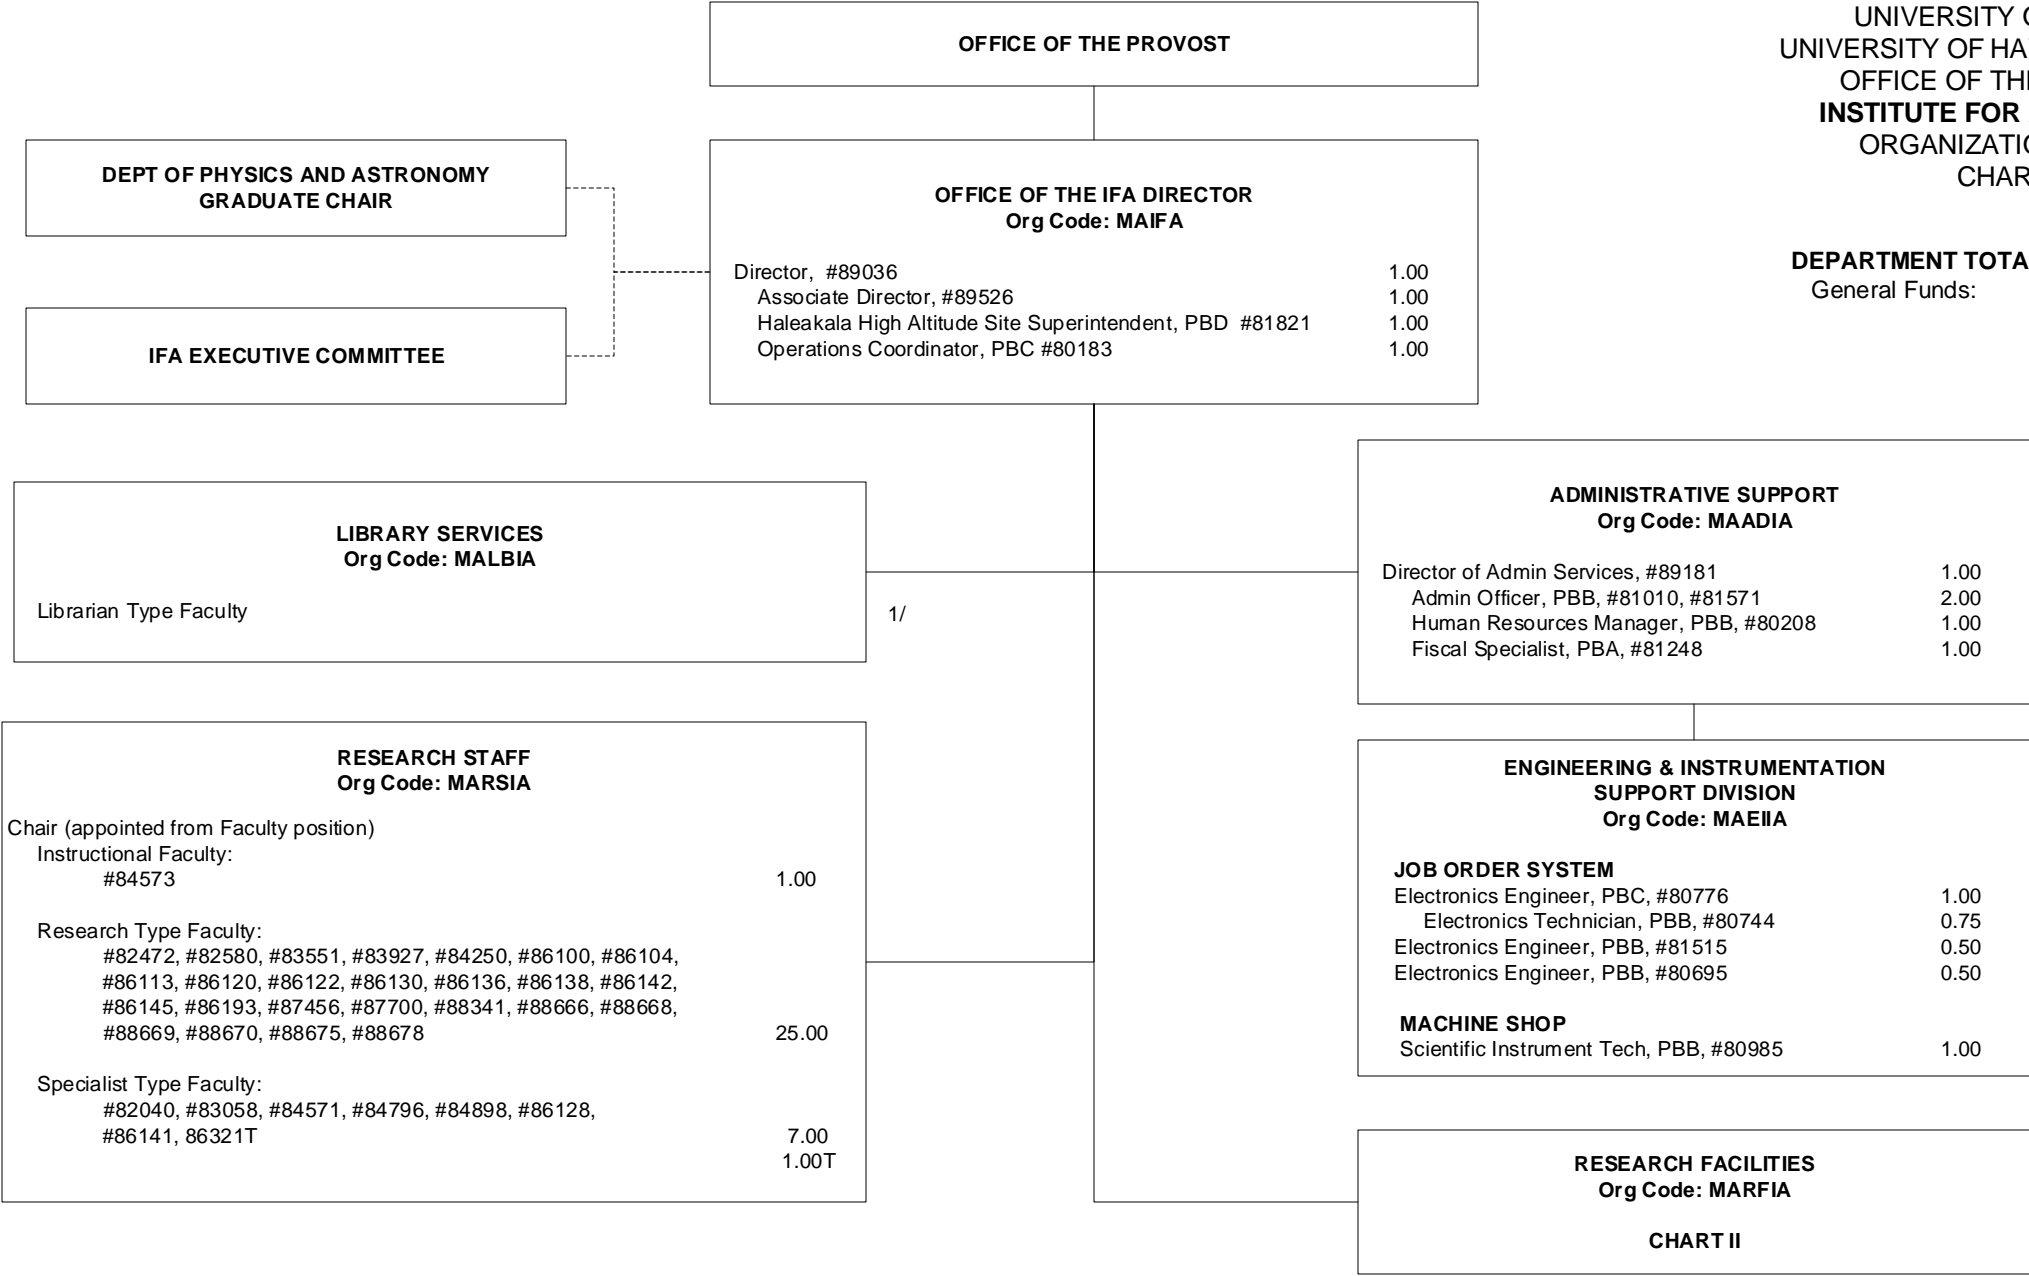 OFFICE OF THE PROVOST
UNIVERSITY
UNIVERSITY OF
OFFICE OF
INSTITUTE FOR
DEPT OF PHYSICS AND ASTRONOMY
GRADUATE CHAIR
OFFICE OF THE IFA DIRECTOR
Org Code: MAIFA
Director, #89036 1.00
Associate Director, #89526 1.00
Haleakala High Altitude Site Superintendent, PBD #81821 1.00
Operations Coordinator, PBC #80183 1.00
DEPARTMENT
General Funds:
IFA EXECUTIVE COMMITTEE
LIBRARY SERVICES
Org Code: MALBIA
Librarian Type Faculty 1/
ADMINISTRATIVE SUPPORT
Org Code: MAADIA
Director of Admin Services, #89181 1.00
Admin Officer, PBB, #81010, #81571 2.00
Human Resources Manager, PBB, #80208 1.00
Fiscal Specialist, PBA, #81248 1.00
RESEARCH STAFF
Org Code: MARSIA
Chair (appointed from Faculty position)
Instructional Faculty:
#84573 1.00
Research Type Faculty:
#82472, #82580, #83551, #83927, #84250, #86100, #86104,
#86113, #86120, #86122, #86130, #86136, #86138, #86142,
#86145, #86193, #87456, #87700, #88341, #88666, #88668,
#88669, #88670, #88675, #88678 25.00
Specialist Type Faculty:
#82040, #83058, #84571, #84796, #84898, #86128,
#86141, 86321T 7.00
1.00T
ENGINEERING & INSTRUMENTATION
SUPPORT DIVISION
Org Code: MAEIIA
JOB ORDER SYSTEM
Electronics Engineer, PBC, #80776 1.00
Electronics Technician, PBB, #80744 0.75
Electronics Engineer, PBB, #81515 0.50
Electronics Engineer, PBB, #80695 0.50
MACHINE SHOP
Scientific Instrument Tech, PBB, #80985 1.00
RESEARCH FACILITIES
Org Code: MARFIA
CHART II